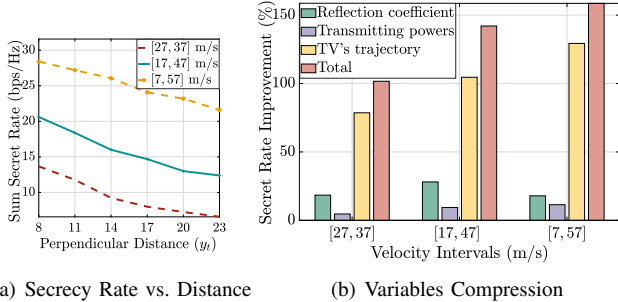 Sum Secret Rate (bps/Hz)
30
25
20
15
10
[27, 37] m/s
[17, 47] m/s
[7, 57] m/s
8 11 14 17 20 23
Perpendicular Distance (yt)
a) Secrecy Rate vs. Distance
Secret Rate Improvement (%)
150
100
50
0
Reflection coefficient
Transmitting powers
TV's trajectory
Total
[27, 37] [17, 47] [7, 57]
Velocity Intervals (m/s)
(b) Variables Compression